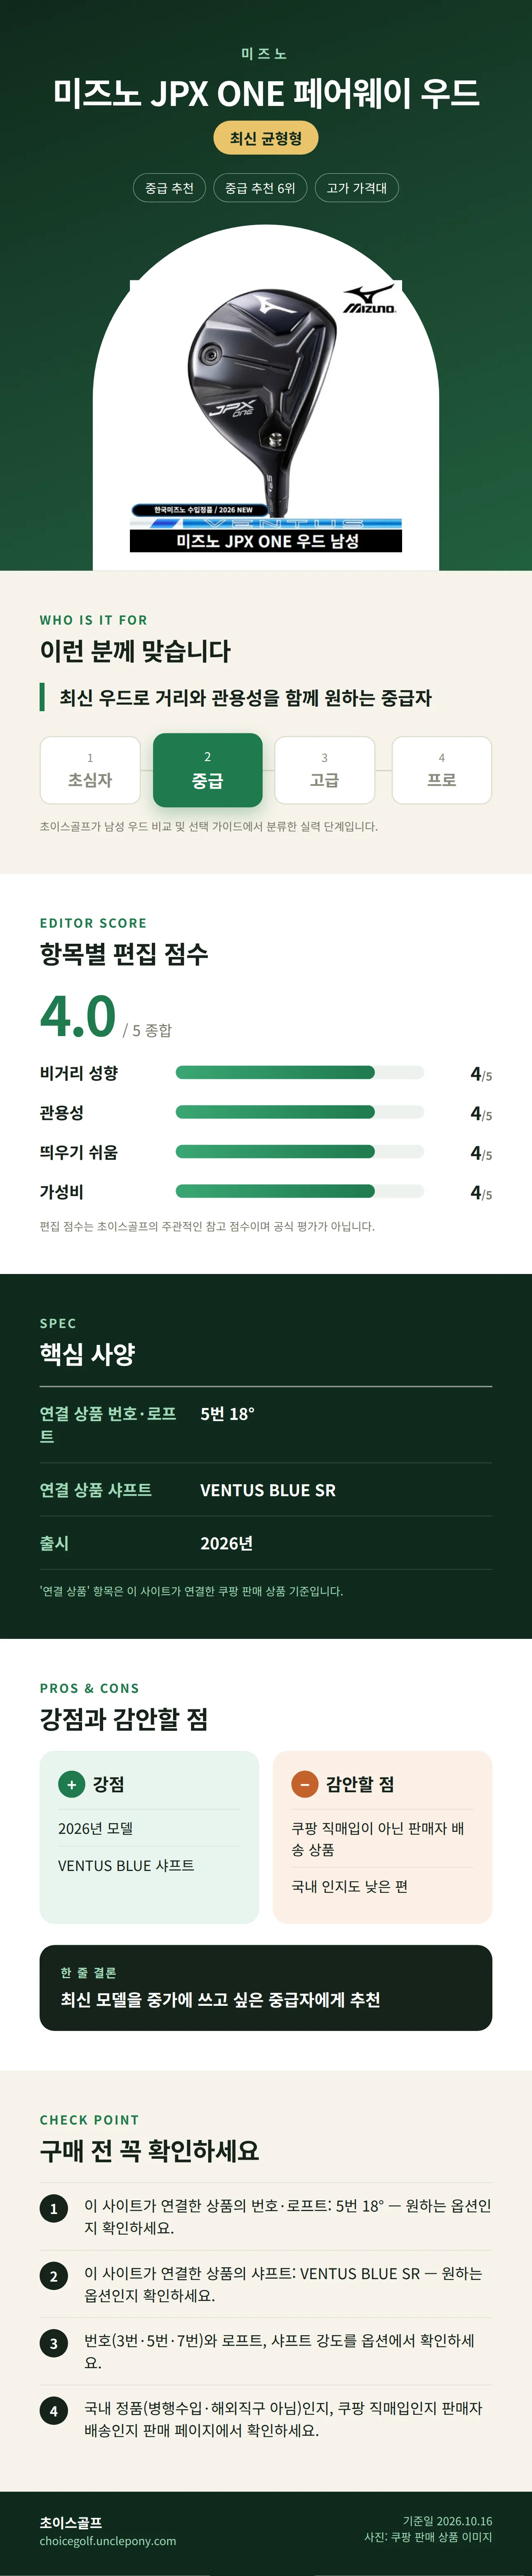 미즈노
미즈노 JPX ONE 페어웨이 우드
최신 균형형
중급 추천
중급 추천 6위
고가 가격대
MIZUNO
JPX
ONE
한국미즈노 수입정품 / 2026 NEW
VENTUS
미즈노 JPX ONE 우드 남성
WHO IS IT FOR
이런 분께 맞습니다
최신 우드로 거리와 관용성을 함께 원하는 중급자
1
초심자
2
중급
3
고급
4
프로
초이스골프가 남성 우드 비교 및 선택 가이드에서 분류한 실력 단계입니다.
EDITOR SCORE
항목별 편집 점수
4.0 / 5 종합
비거리 성향 4/5
관용성 4/5
띄우기 쉬움 4/5
가성비 4/5
편집 점수는 초이스골프의 주관적인 참고 점수이며 공식 평가가 아닙니다.
SPEC
핵심 사양
연결 상품 번호·로프
트
5번 18°
연결 상품 샤프트 VENTUS BLUE SR
출시 2026년
'연결 상품' 항목은 이 사이트가 연결한 쿠팡 판매 상품 기준입니다.
PROS & CONS
강점과 감안할 점
+ 강점
2026년 모델
VENTUS BLUE 샤프트
− 감안할 점
쿠팡 직매입이 아닌 판매자 배
송 상품
국내 인지도 낮은 편
한 줄 결론
최신 모델을 중가에 쓰고 싶은 중급자에게 추천
CHECK POINT
구매 전 꼭 확인하세요
1 이 사이트가 연결한 상품의 번호·로프트: 5번 18° — 원하는 옵션인
지 확인하세요.
2 이 사이트가 연결한 상품의 샤프트: VENTUS BLUE SR — 원하는
옵션인지 확인하세요.
3 번호(3번·5번·7번)와 로프트, 샤프트 강도를 옵션에서 확인하세
요.
4 국내 정품(병행수입·해외직구 아님)인지, 쿠팡 직매입인지 판매자
배송인지 판매 페이지에서 확인하세요.
초이스골프
choicegolf.unclepony.com
기준일 2026.10.16
사진: 쿠팡 판매 상품 이미지